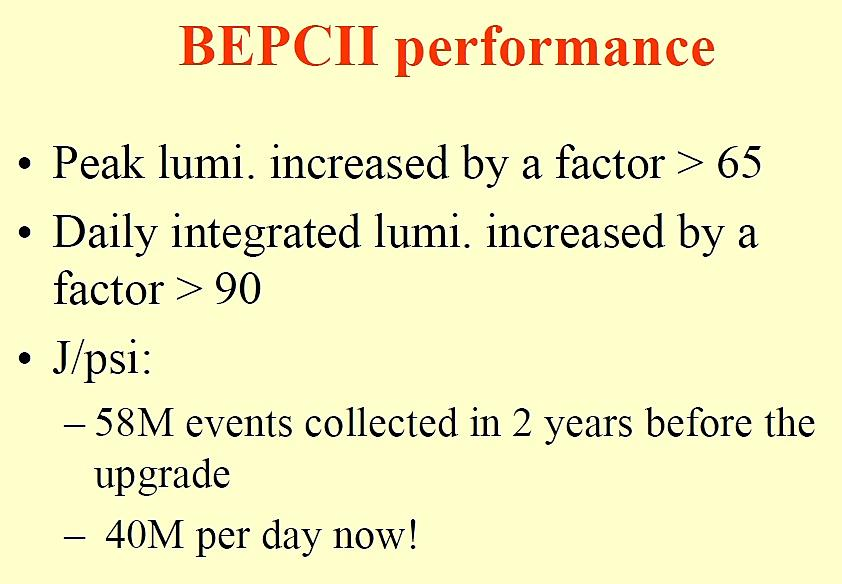 BEPCII performance
• Peak lumi. increased by a factor > 65
• Daily integrated lumi. increased by a
factor > 90
• J/psi:
– 58M events collected in 2 years before the
upgrade
– 40M per day now!